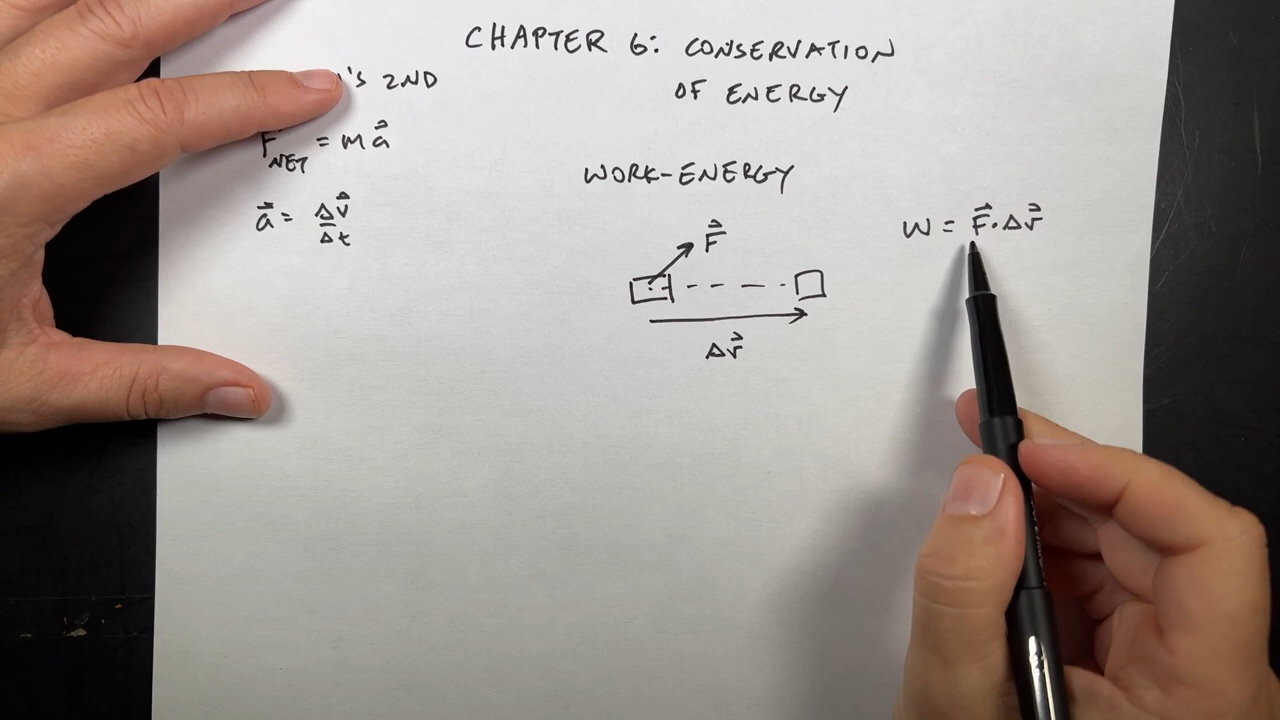 CHAPTER 6: CONSERVATION
OF ENERGY
'S 2ND
F⃗NET = ma⃗
a⃗ = Δv⃗/Δt
WORK-ENERGY
F⃗
Δr⃗
W = F⃗·Δr⃗